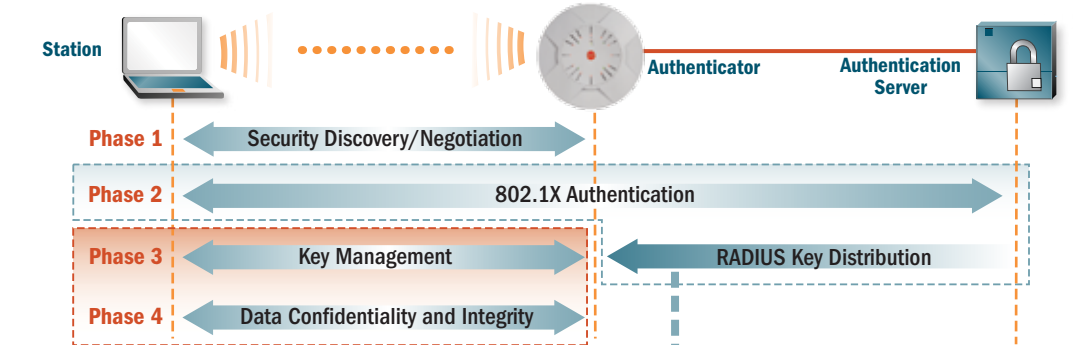 Station
Authenticator
Authentication
Server
Phase 1
Security Discovery/Negotiation
Phase 2
802.1X Authentication
Phase 3
Key Management
RADIUS Key Distribution
Phase 4
Data Confidentiality and Integrity